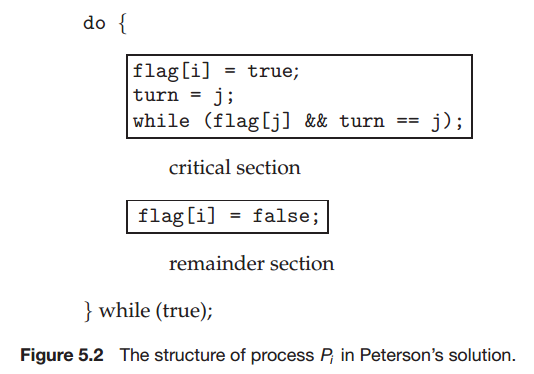 do {
flag[i] = true;
turn = j;
while (flag[j] && turn == j);
critical section
flag[i] = false;
remainder section
} while (true);
Figure 5.2 The structure of process Pi in Peterson's solution.